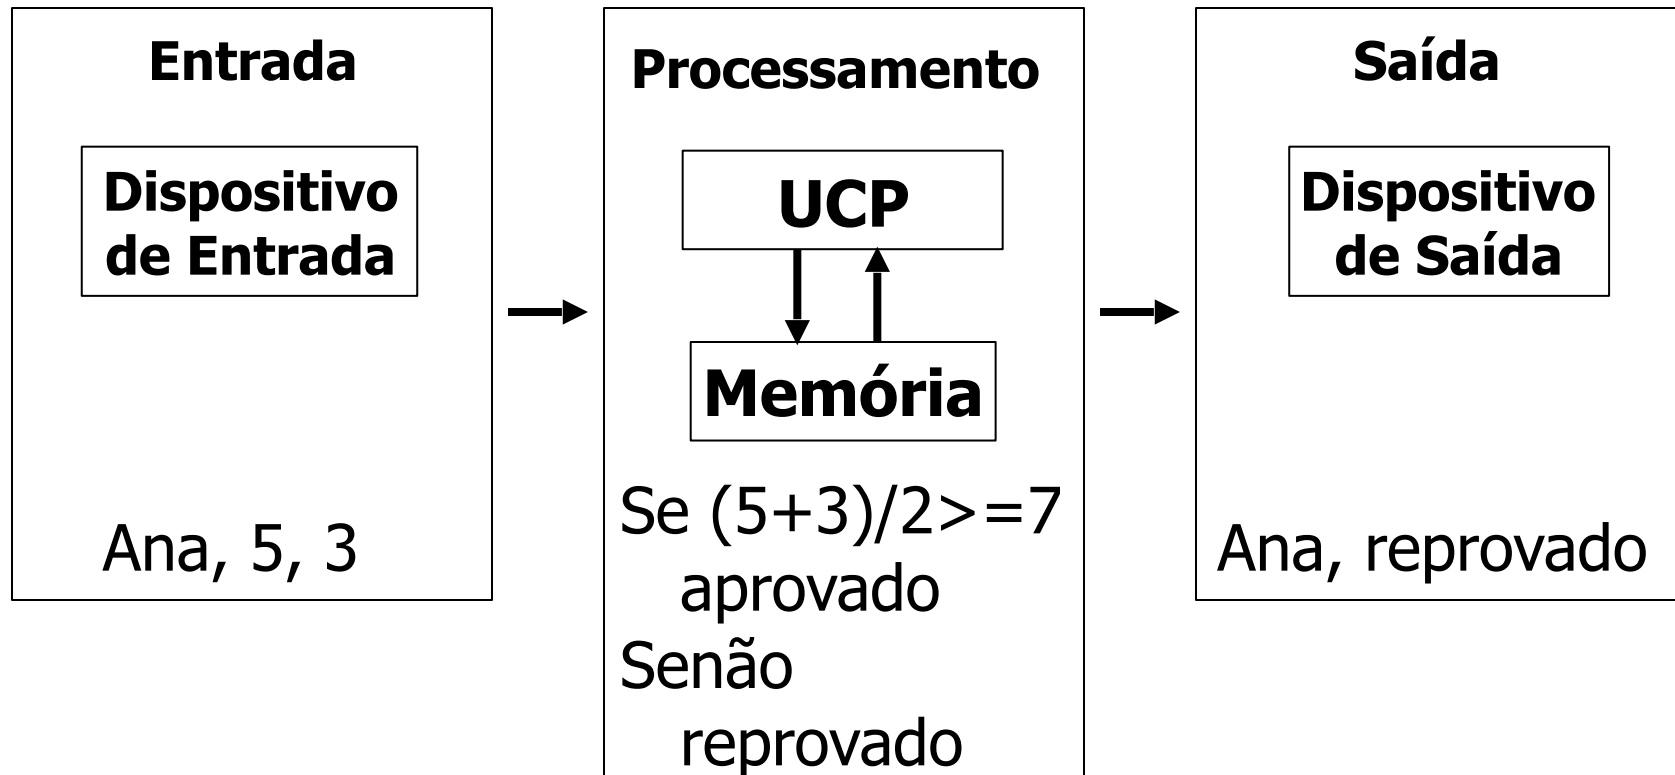 Entrada
Dispositivo
de Entrada
Ana, 5, 3
Processamento
UCP
Memória
Se (5+3)/2>=7
aprovado
Senão
reprovado
Saída
Dispositivo
de Saída
Ana, reprovado